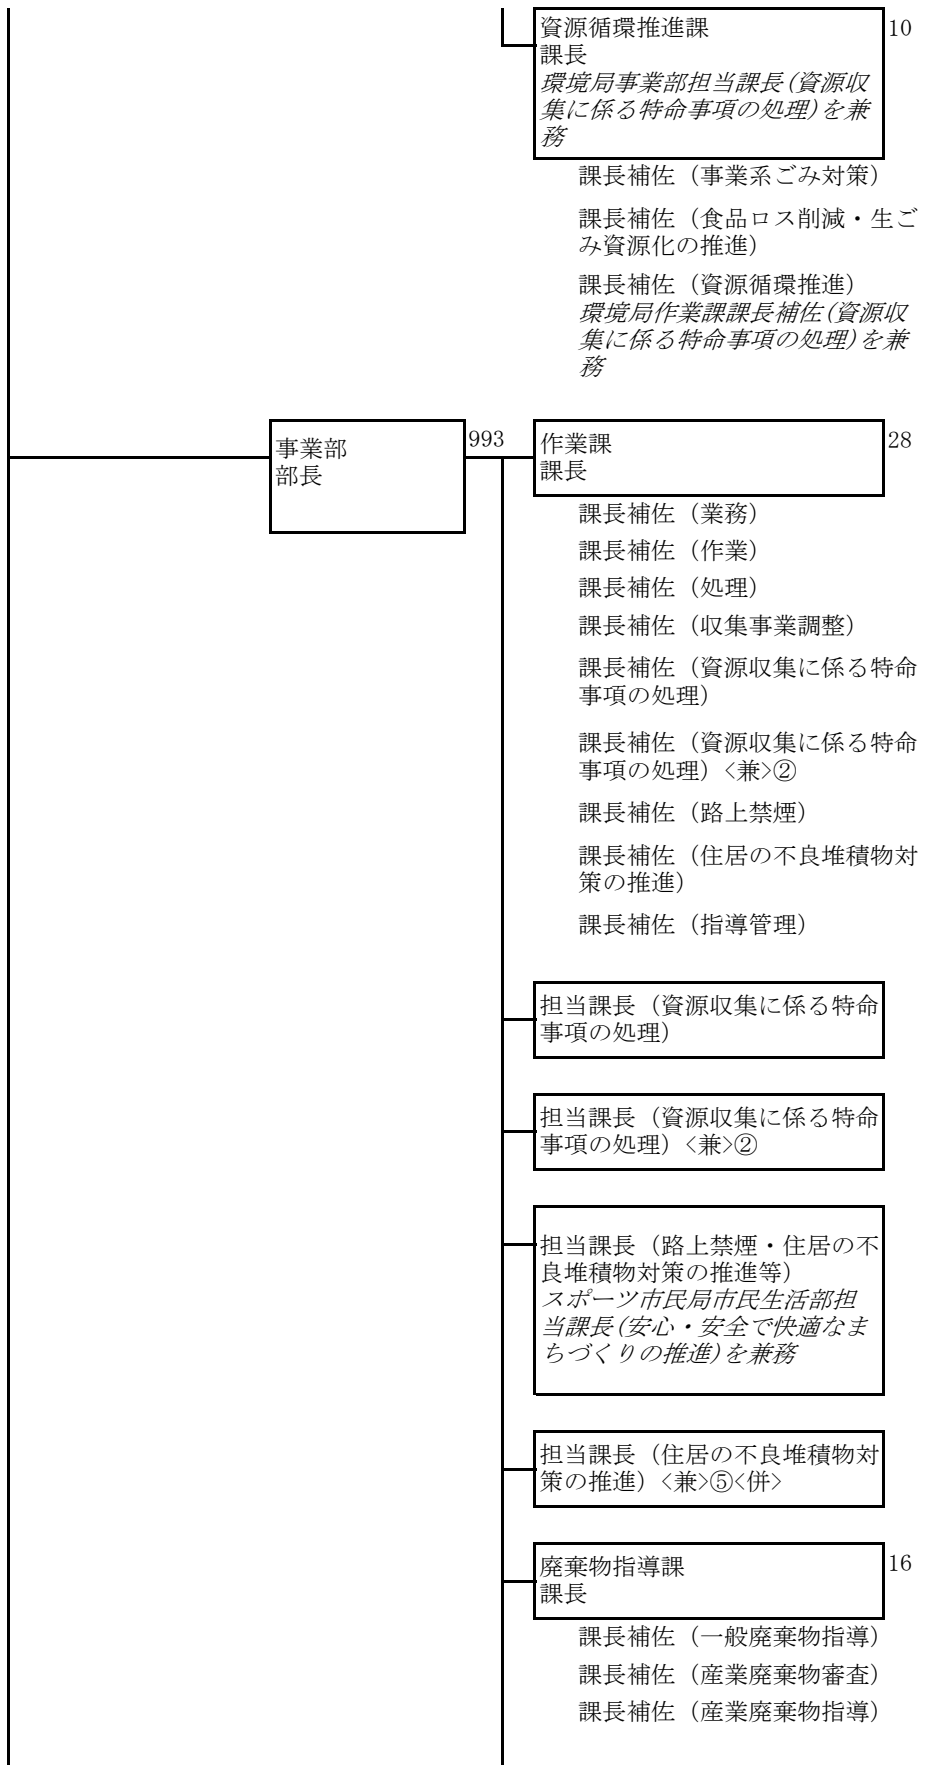 資源循環推進課
課長
環境局事業部担当課長(資源収
集に係る特命事項の処理)を兼
務
10
課長補佐（事業系ごみ対策）
課長補佐（食品ロス削減・生ご
み資源化の推進）
課長補佐（資源循環推進）
環境局作業課課長補佐(資源収
集に係る特命事項の処理)を兼
務
事業部
部長
993
作業課
課長
28
課長補佐（業務）
課長補佐（作業）
課長補佐（処理）
課長補佐（収集事業調整）
課長補佐（資源収集に係る特命
事項の処理）
課長補佐（資源収集に係る特命
事項の処理）<兼>②
課長補佐（路上禁煙）
課長補佐（住居の不良堆積物対
策の推進）
課長補佐（指導管理）
担当課長（資源収集に係る特命
事項の処理）
担当課長（資源収集に係る特命
事項の処理）<兼>②
担当課長（路上禁煙・住居の不
良堆積物対策の推進等）
スポーツ市民局市民生活部担
当課長(安心・安全で快適なま
ちづくりの推進)を兼務
担当課長（住居の不良堆積物対
策の推進）<兼>⑤<併>
廃棄物指導課
課長
16
課長補佐（一般廃棄物指導）
課長補佐（産業廃棄物審査）
課長補佐（産業廃棄物指導）